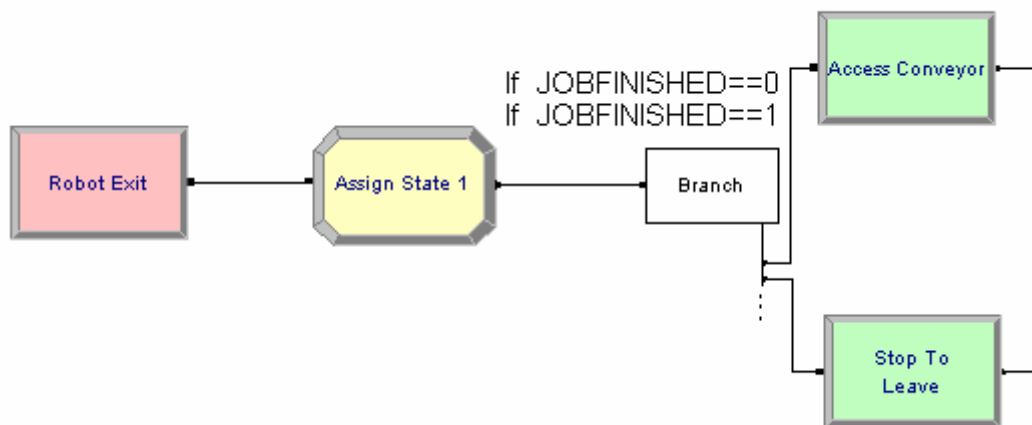 Access Conveyor
If JOBFINISHED==0
If JOBFINISHED==1
Robot Exit
Assign State 1
Branch
Stop To
Leave